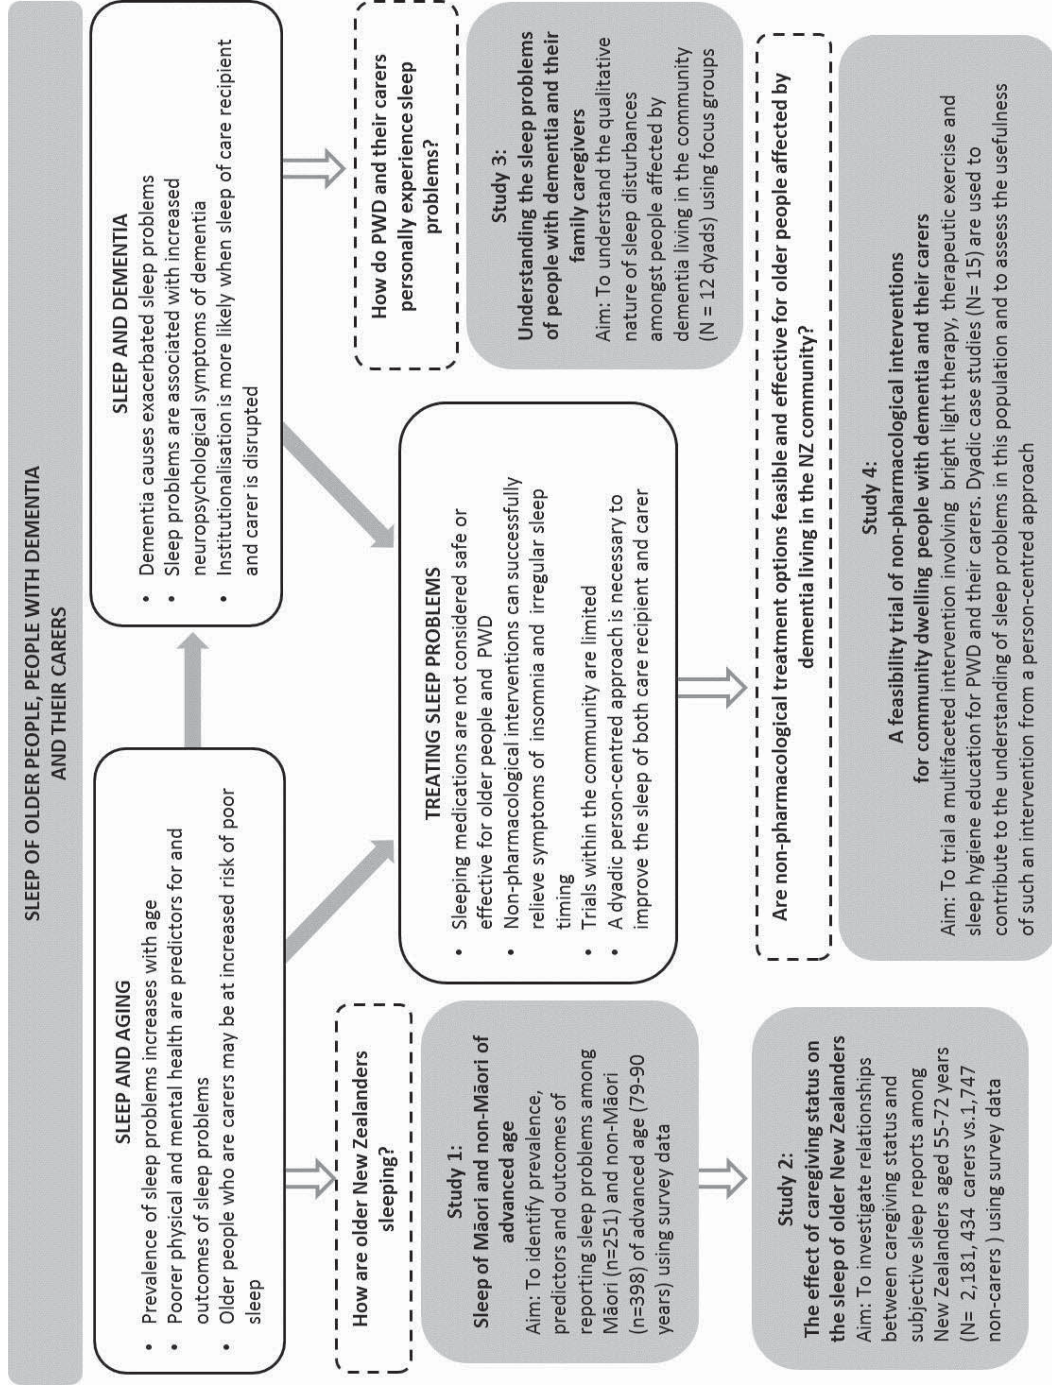 SLEEP OF OLDER PEOPLE, PEOPLE WITH DEMENTIA
AND THEIR CARERS
SLEEP AND AGING
• Prevalence of sleep problems increases with age
• Poorer physical and mental health are predictors for and
outcomes of sleep problems
• Older people who are carers may be at increased risk of poor
sleep
SLEEP AND DEMENTIA
• Dementia causes exacerbated sleep problems
• Sleep problems are associated with increased
neuropsychological symptoms of dementia
• Institutionalisation is more likely when sleep of care recipient
and carer is disrupted
How are older New Zealanders
sleeping?
How do PWD and their carers
personally experience sleep
problems?
TREATING SLEEP PROBLEMS
• Sleeping medications are not considered safe or
effective for older people and PWD
• Non-pharmacological interventions can successfully
relieve symptoms of insomnia and irregular sleep
timing
• Trials within the community are limited
• A dyadic person-centred approach is necessary to
improve the sleep of both care recipient and carer
Study 1:
Sleep of Māori and non-Māori of
advanced age
Aim: To identify prevalence,
predictors and outcomes of
reporting sleep problems among
Māori (n=251) and non-Māori
(n=398) of advanced age (79-90
years) using survey data
Study 3:
Understanding the sleep problems
of people with dementia and their
family caregivers
Aim: To understand the qualitative
nature of sleep disturbances
amongst people affected by
dementia living in the community
(N = 12 dyads) using focus groups
Study 2:
The effect of caregiving status on
the sleep of older New Zealanders
Aim: To investigate relationships
between caregiving status and
subjective sleep reports among
New Zealanders aged 55-72 years
(N= 2,181, 434 carers vs.1,747
non-carers ) using survey data
Are non-pharmacological treatment options feasible and effective for older people affected by
dementia living in the NZ community?
Study 4:
A feasibility trial of non-pharmacological interventions
for community dwelling people with dementia and their carers
Aim: To trial a multifaceted intervention involving bright light therapy, therapeutic exercise and
sleep hygiene education for PWD and their carers. Dyadic case studies (N= 15) are used to
contribute to the understanding of sleep problems in this population and to assess the usefulness
of such an intervention from a person-centred approach